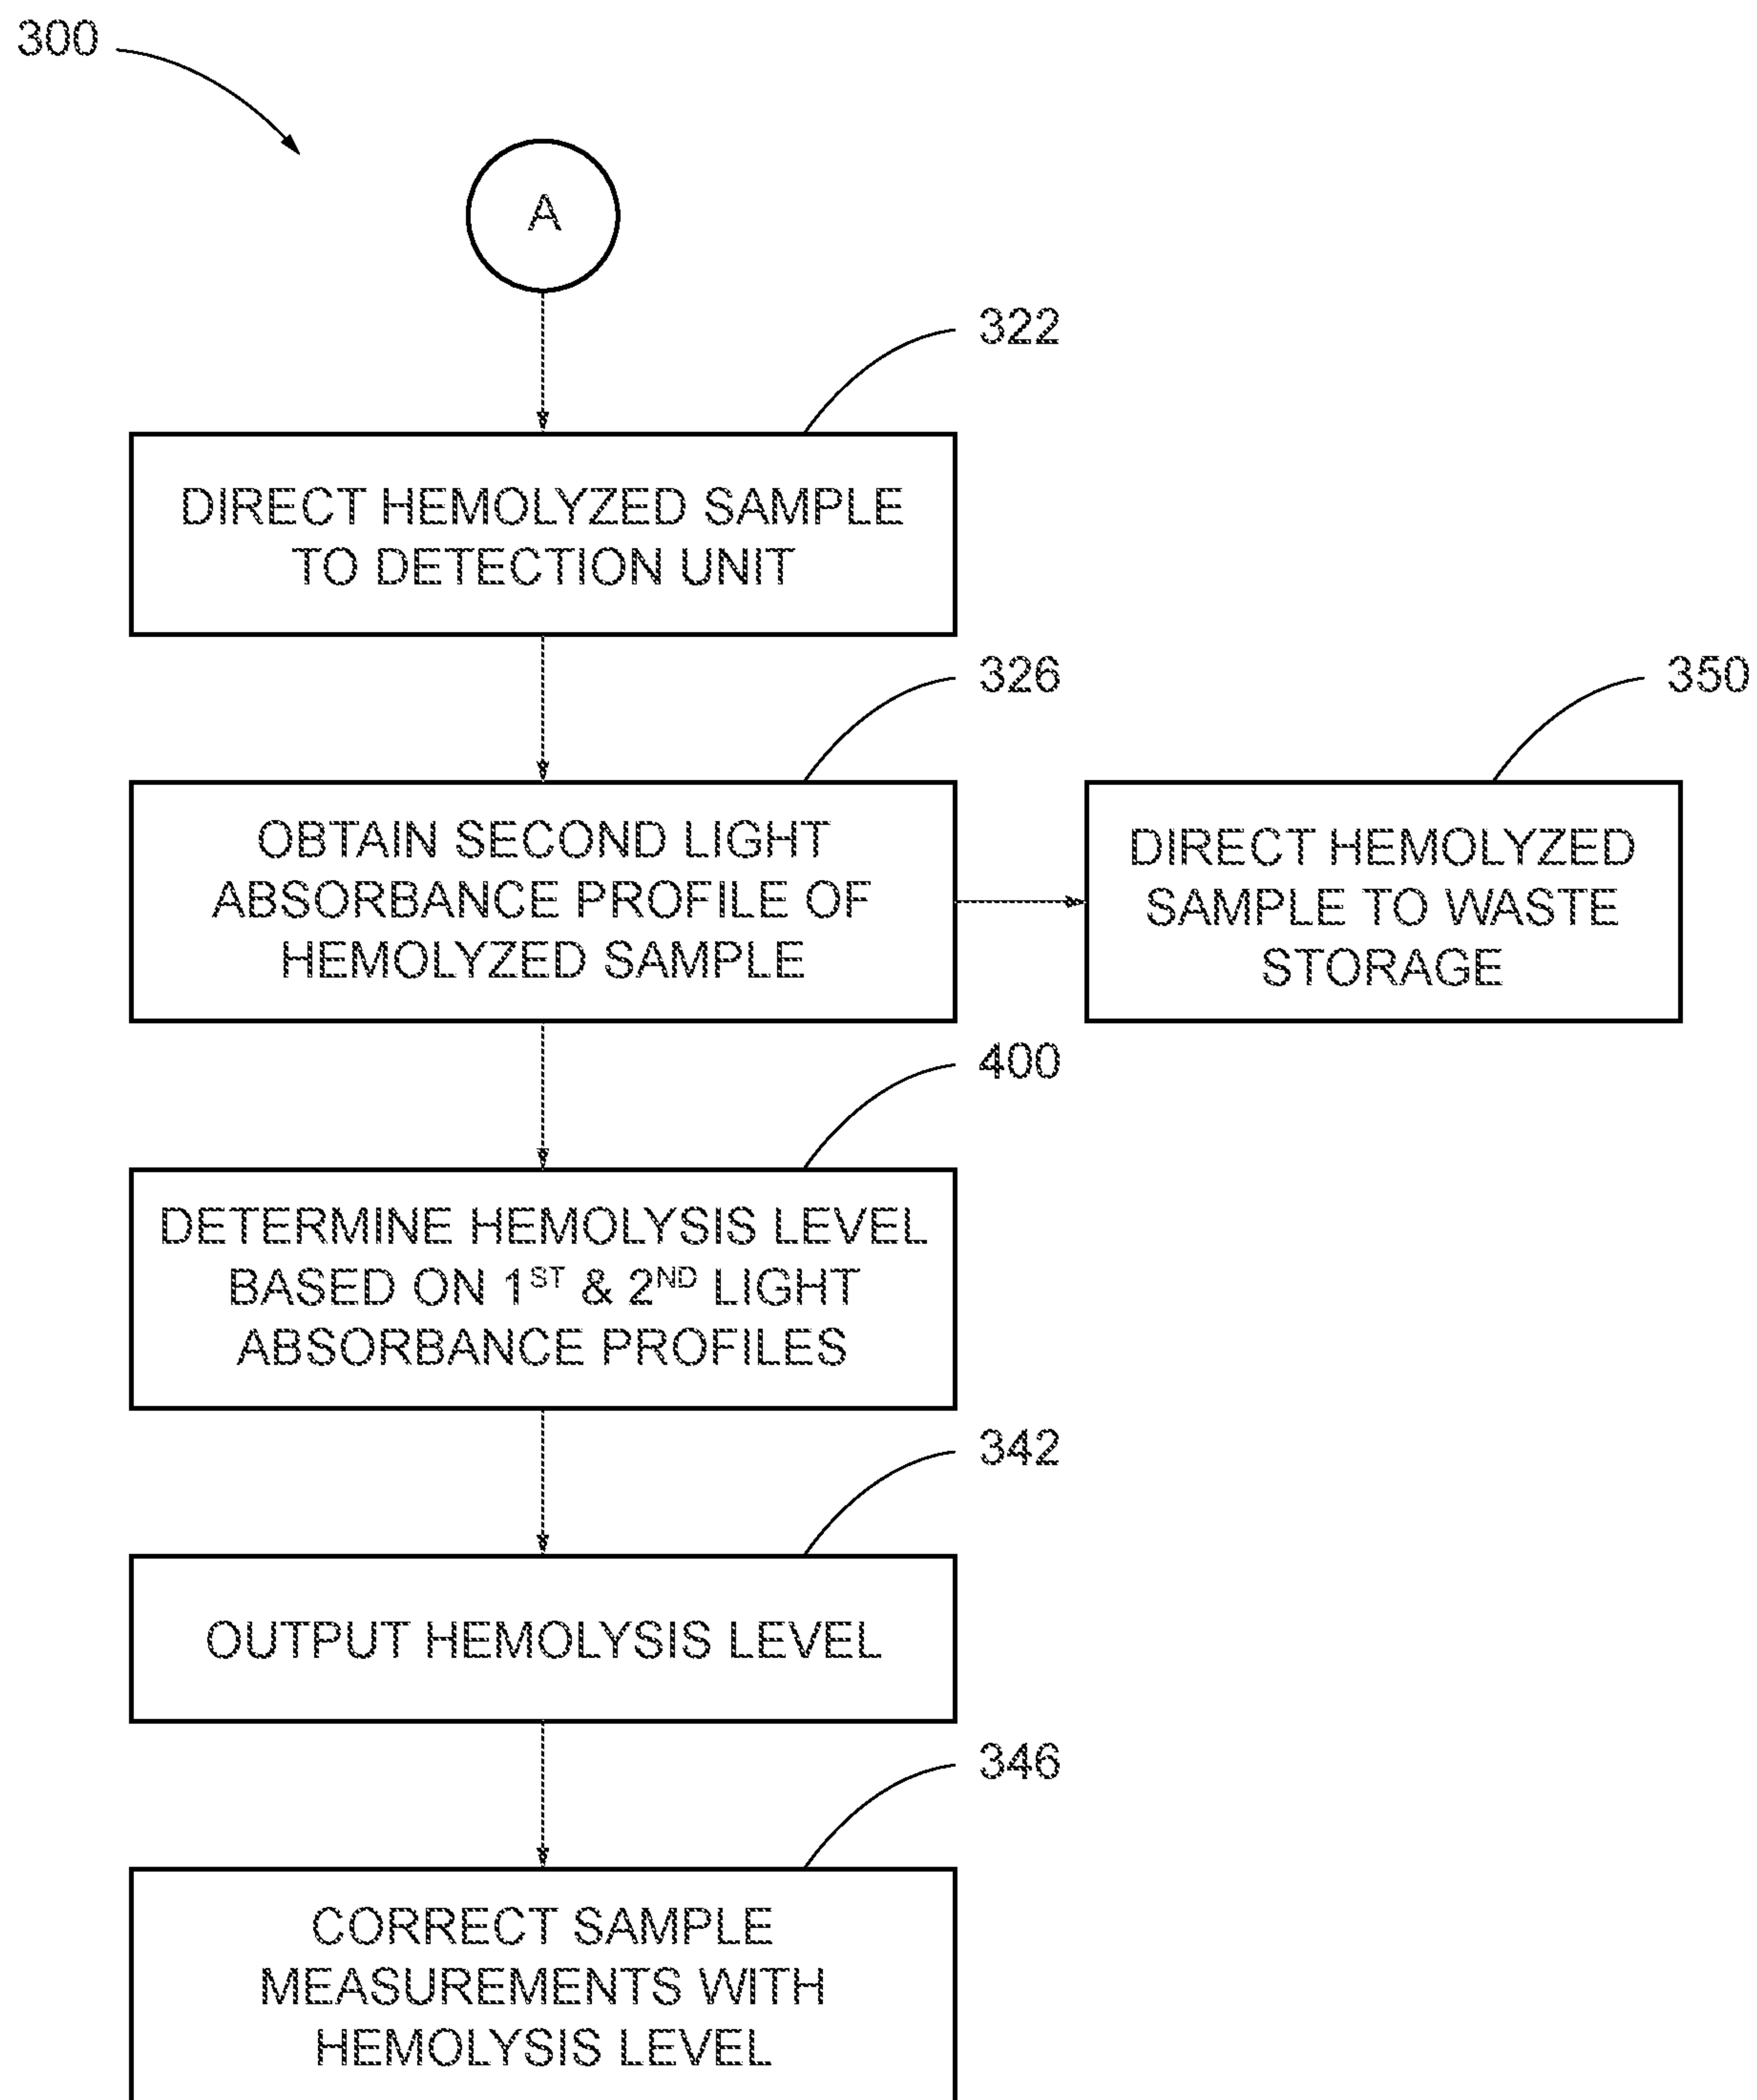 300
A
322
DIRECT HEMOLYZED SAMPLE
TO DETECTION UNIT
326
350
OBTAIN SECOND LIGHT
ABSORBANCE PROFILE OF
HEMOLYZED SAMPLE
DIRECT HEMOLYZED
SAMPLE TO WASTE
STORAGE
400
DETERMINE HEMOLYSIS LEVEL
BASED ON 1ST & 2ND LIGHT
ABSORBANCE PROFILES
342
OUTPUT HEMOLYSIS LEVEL
346
CORRECT SAMPLE
MEASUREMENTS WITH
HEMOLYSIS LEVEL